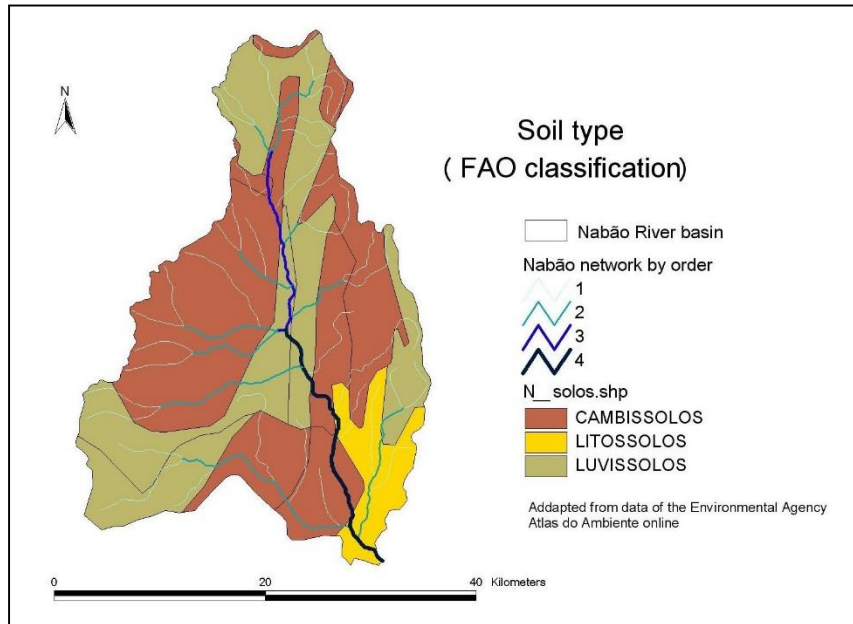 N
Soil type
( FAO classification)
Nabão River basin
Nabão network by order
1
2
3
4
N__solos.shp
CAMBISSOLOS
LITOSSOLOS
LUVISSOLOS
Addapted from data of the Environmental Agency
Atlas do Ambiente online
0 20 40 Kilometers